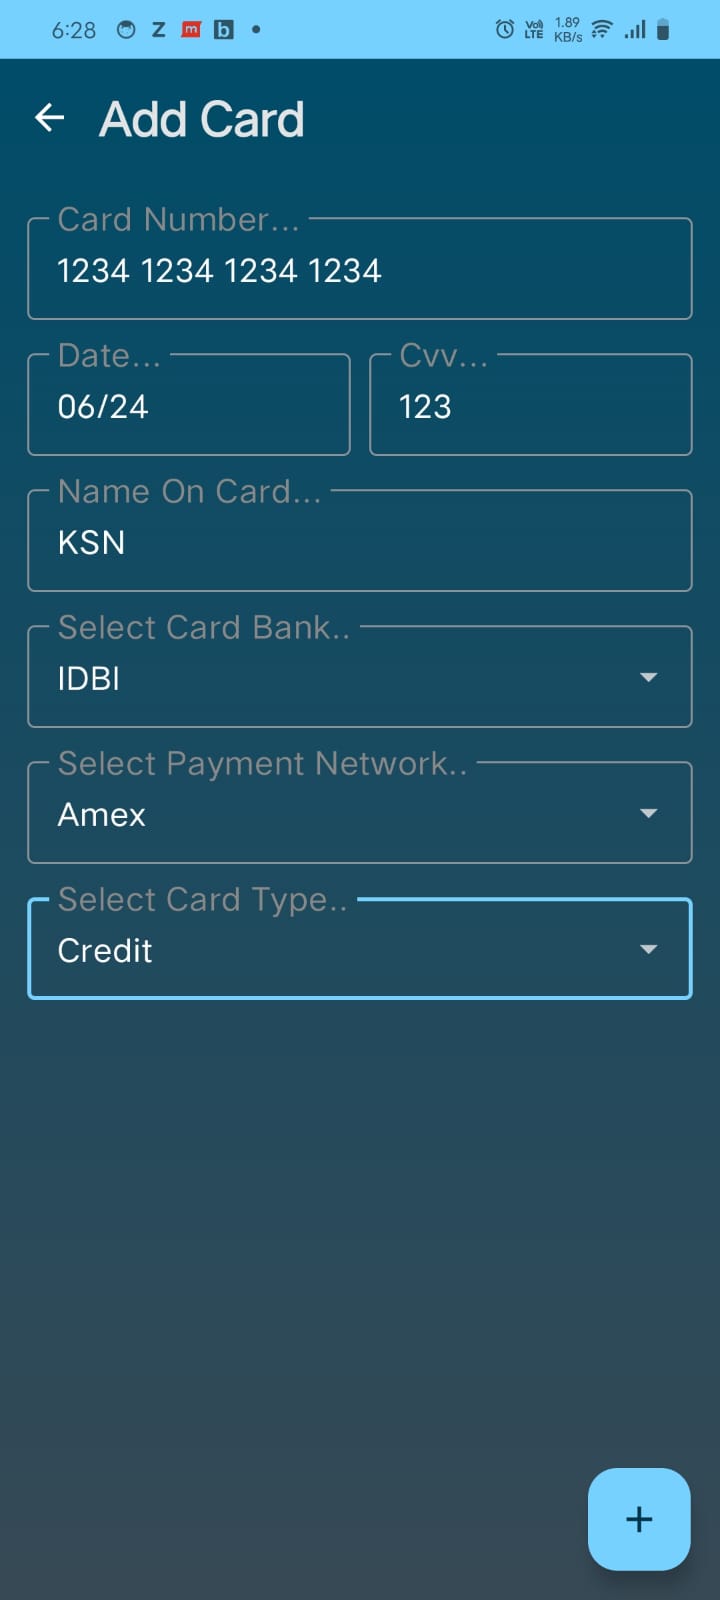 6:28 Z m b 1.89 KB/s Vo) LTE
Add Card
Card Number...
1234 1234 1234 1234
Date... Cvv...
06/24 123
Name On Card...
KSN
Select Card Bank..
IDBI
Select Payment Network..
Amex
Select Card Type..
Credit
+